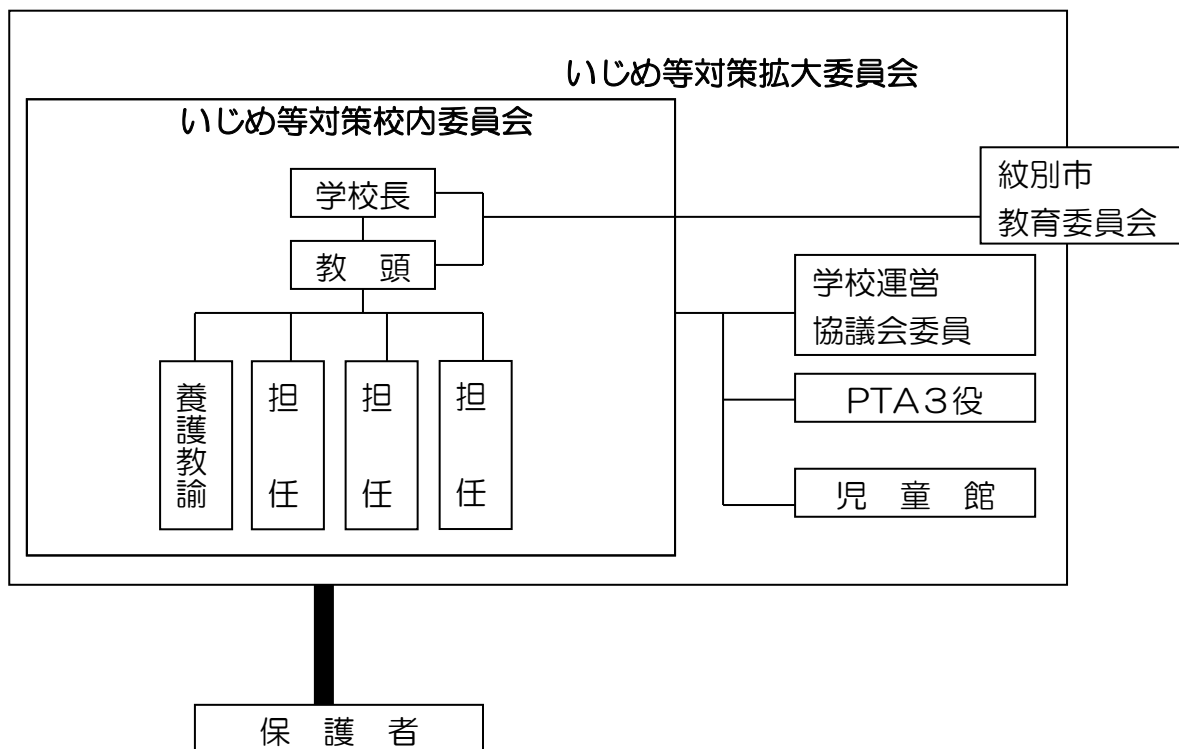 いじめ等対策拡大委員会
いじめ等対策校内委員会
学校長
教　頭
養護教諭
担　任
担　任
担　任
紋別市
教育委員会
学校運営
協議会委員
PTA３役
児　童　館
保　護　者